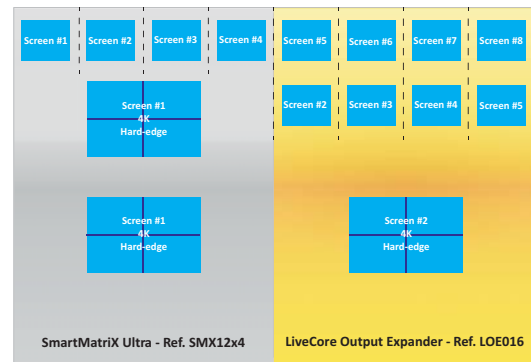 Screen #1 Screen #2 Screen #3 Screen #4 Screen #5 Screen #6 Screen #7 Screen #8
Screen #1
4K
Hard-edge
Screen #2 Screen #3 Screen #4 Screen #5
Screen #1
4K
Hard-edge
Screen #2
4K
Hard-edge
SmartMatriX Ultra - Ref. SMX12x4
LiveCore Output Expander - Ref. LOE016